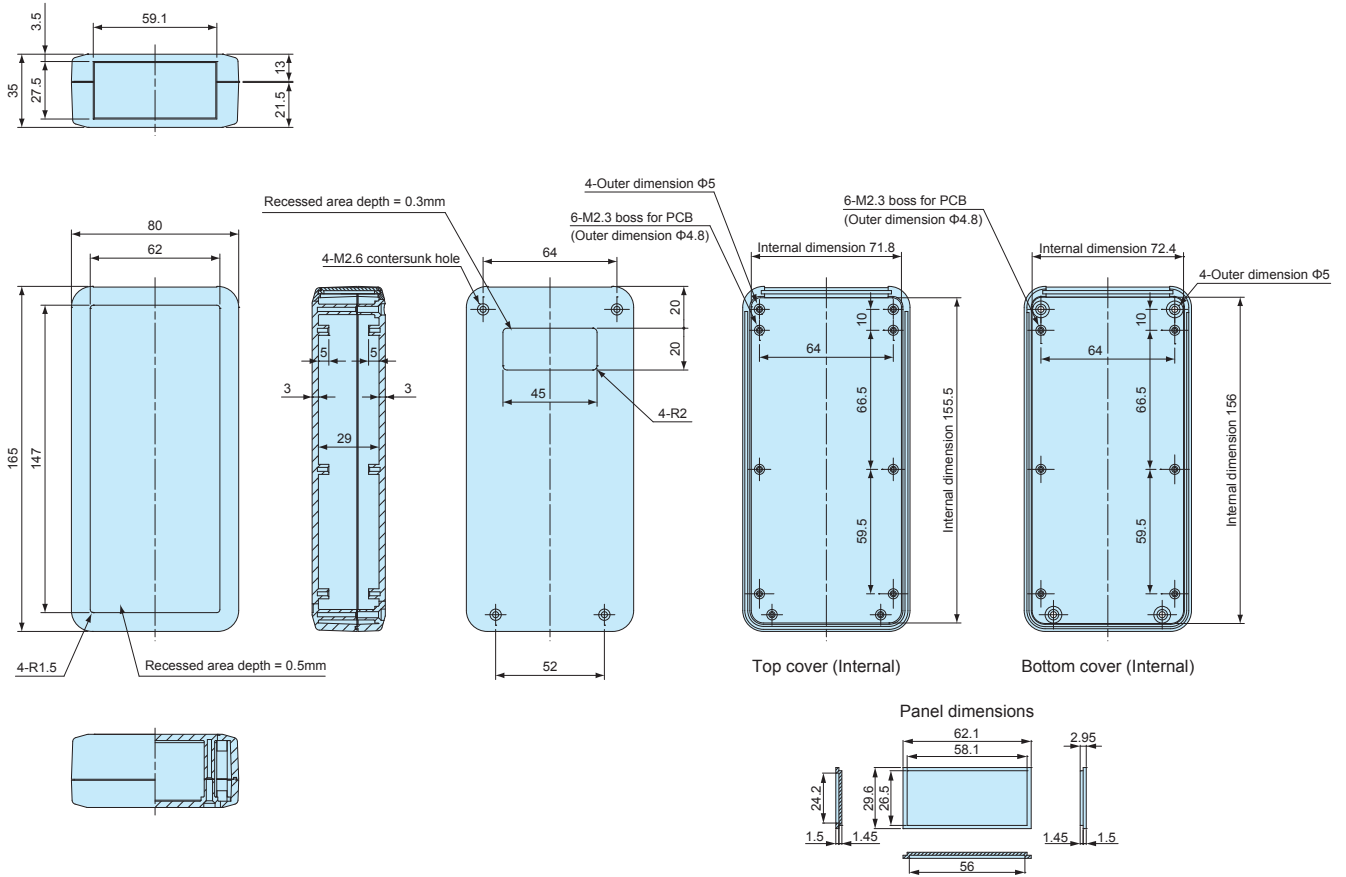 59.1
3.5
35
27.5
13
21.5
4-Outer dimension Φ5
6-M2.3 boss for PCB
(Outer dimension Φ4.8)
6-M2.3 boss for PCB
(Outer dimension Φ4.8)
Recessed area depth = 0.3mm
4-M2.6 contersunk hole
80
62
64
Internal dimension 71.8
Internal dimension 72.4
4-Outer dimension Φ5
165
147
5
5
3
3
29
20
20
45
4-R2
10
64
66.5
59.5
Internal dimension 155.5
10
64
66.5
59.5
Internal dimension 156
4-R1.5
Recessed area depth = 0.5mm
52
Top cover (Internal)
Bottom cover (Internal)
Panel dimensions
62.1
58.1
2.95
24.2
29.6
26.5
1.5
1.45
1.45
1.5
56